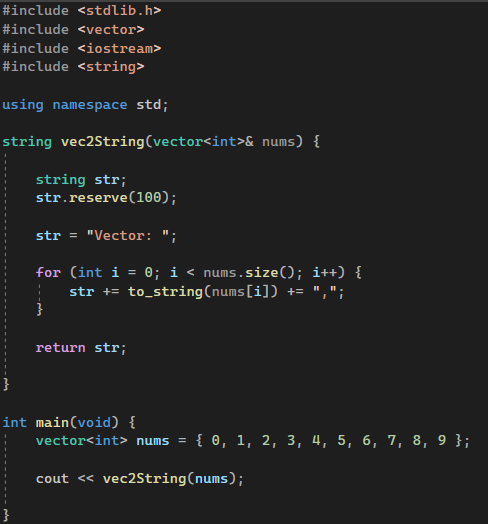 #include <stdlib.h>
#include <vector>
#include <iostream>
#include <string>

using namespace std;

string vec2String(vector<int>& nums) {

    string str;
    str.reserve(100);

    str = "Vector: ";

    for (int i = 0; i < nums.size(); i++) {
        str += to_string(nums[i]) += ",";
    }

    return str;

}

int main(void) {
    vector<int> nums = { 0, 1, 2, 3, 4, 5, 6, 7, 8, 9 };

    cout << vec2String(nums);

}